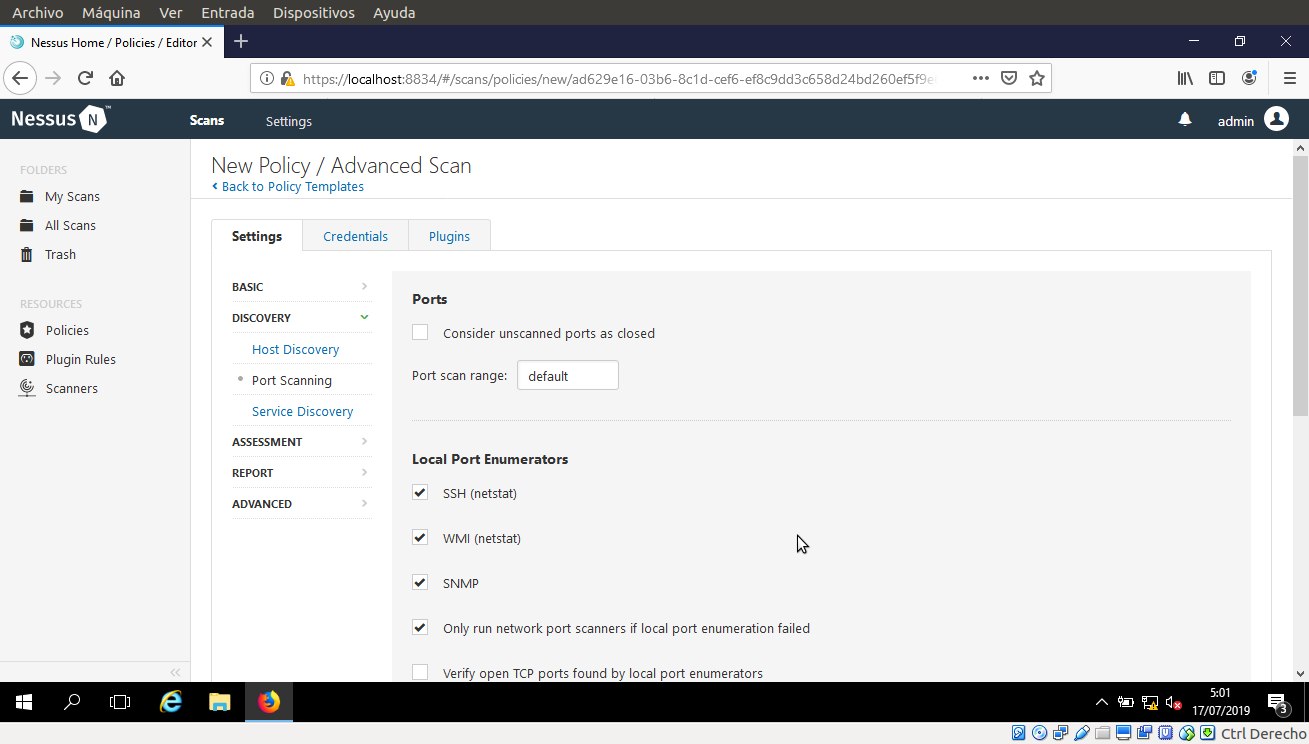 Archivo Máquina Ver Entrada Dispositivos Ayuda
Nessus Home / Policies / Editor
https://localhost:8834/#/scans/policies/new/ad629e16-03b6-8c1d-cef6-ef8c9dd3c658d24bd260ef5f9e
Nessus N ™ Scans Settings admin
FOLDERS
My Scans
All Scans
Trash
RESOURCES
Policies
Plugin Rules
Scanners
New Policy / Advanced Scan
Back to Policy Templates
Settings Credentials Plugins
BASIC
DISCOVERY
Host Discovery
Port Scanning
Service Discovery
ASSESSMENT
REPORT
ADVANCED
Ports
Consider unscanned ports as closed
Port scan range: default
Local Port Enumerators
SSH (netstat)
WMI (netstat)
SNMP
Only run network port scanners if local port enumeration failed
Verify open TCP ports found by local port enumerators
5:01
17/07/2019
3
Ctrl Derecho